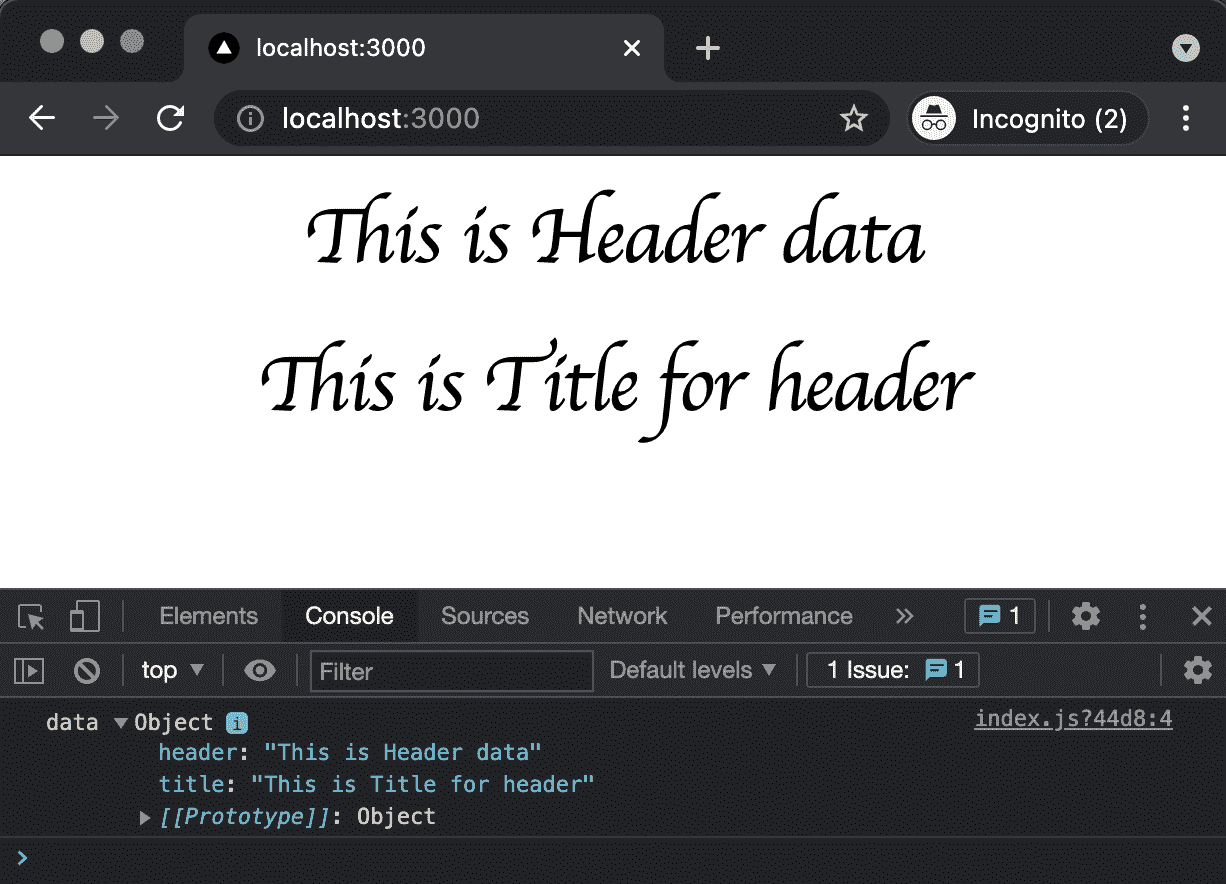 localhost:3000
localhost:3000
Incognito (2)
This is Header data
This is Title for header
Elements Console Sources Network Performance 1
top Filter Default levels 1 Issue: 1
data Object i index.js?44d8:4
header: "This is Header data"
title: "This is Title for header"
[[Prototype]]: Object